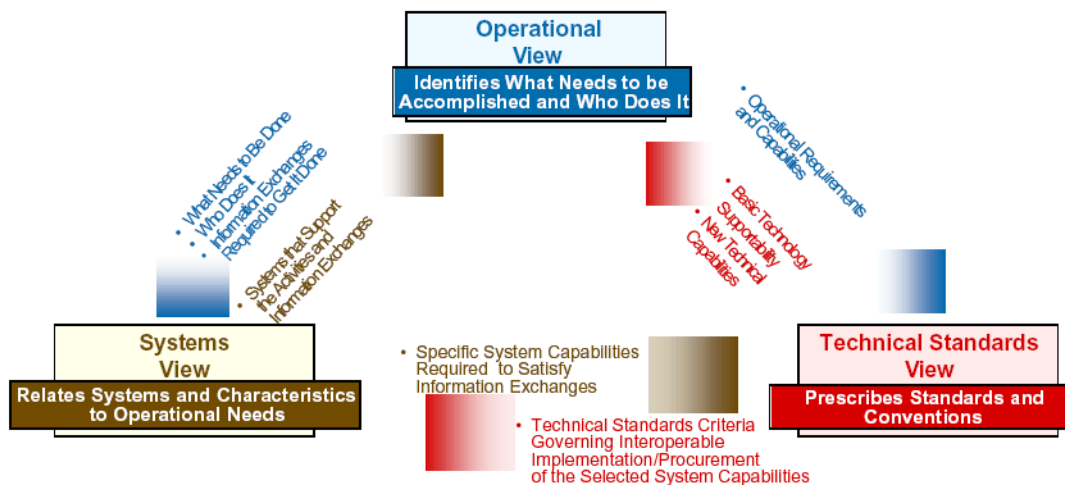 Operational
View
Identifies What Needs to be
Accomplished and Who Does It
• What Needs to Be Done
• Who Does It
• Information Exchanges
Required to Get It Done
• Systems that Support
the Activities and
Information Exchanges
• Operational Requirements
and Capabilities
• Basic Technology
Supportability
• New Technical
Capabilities
Systems
View
Relates Systems and Characteristics
to Operational Needs
• Specific System Capabilities
Required to Satisfy
Information Exchanges
• Technical Standards Criteria
Governing Interoperable
Implementation/Procurement
of the Selected System Capabilities
Technical Standards
View
Prescribes Standards and
Conventions